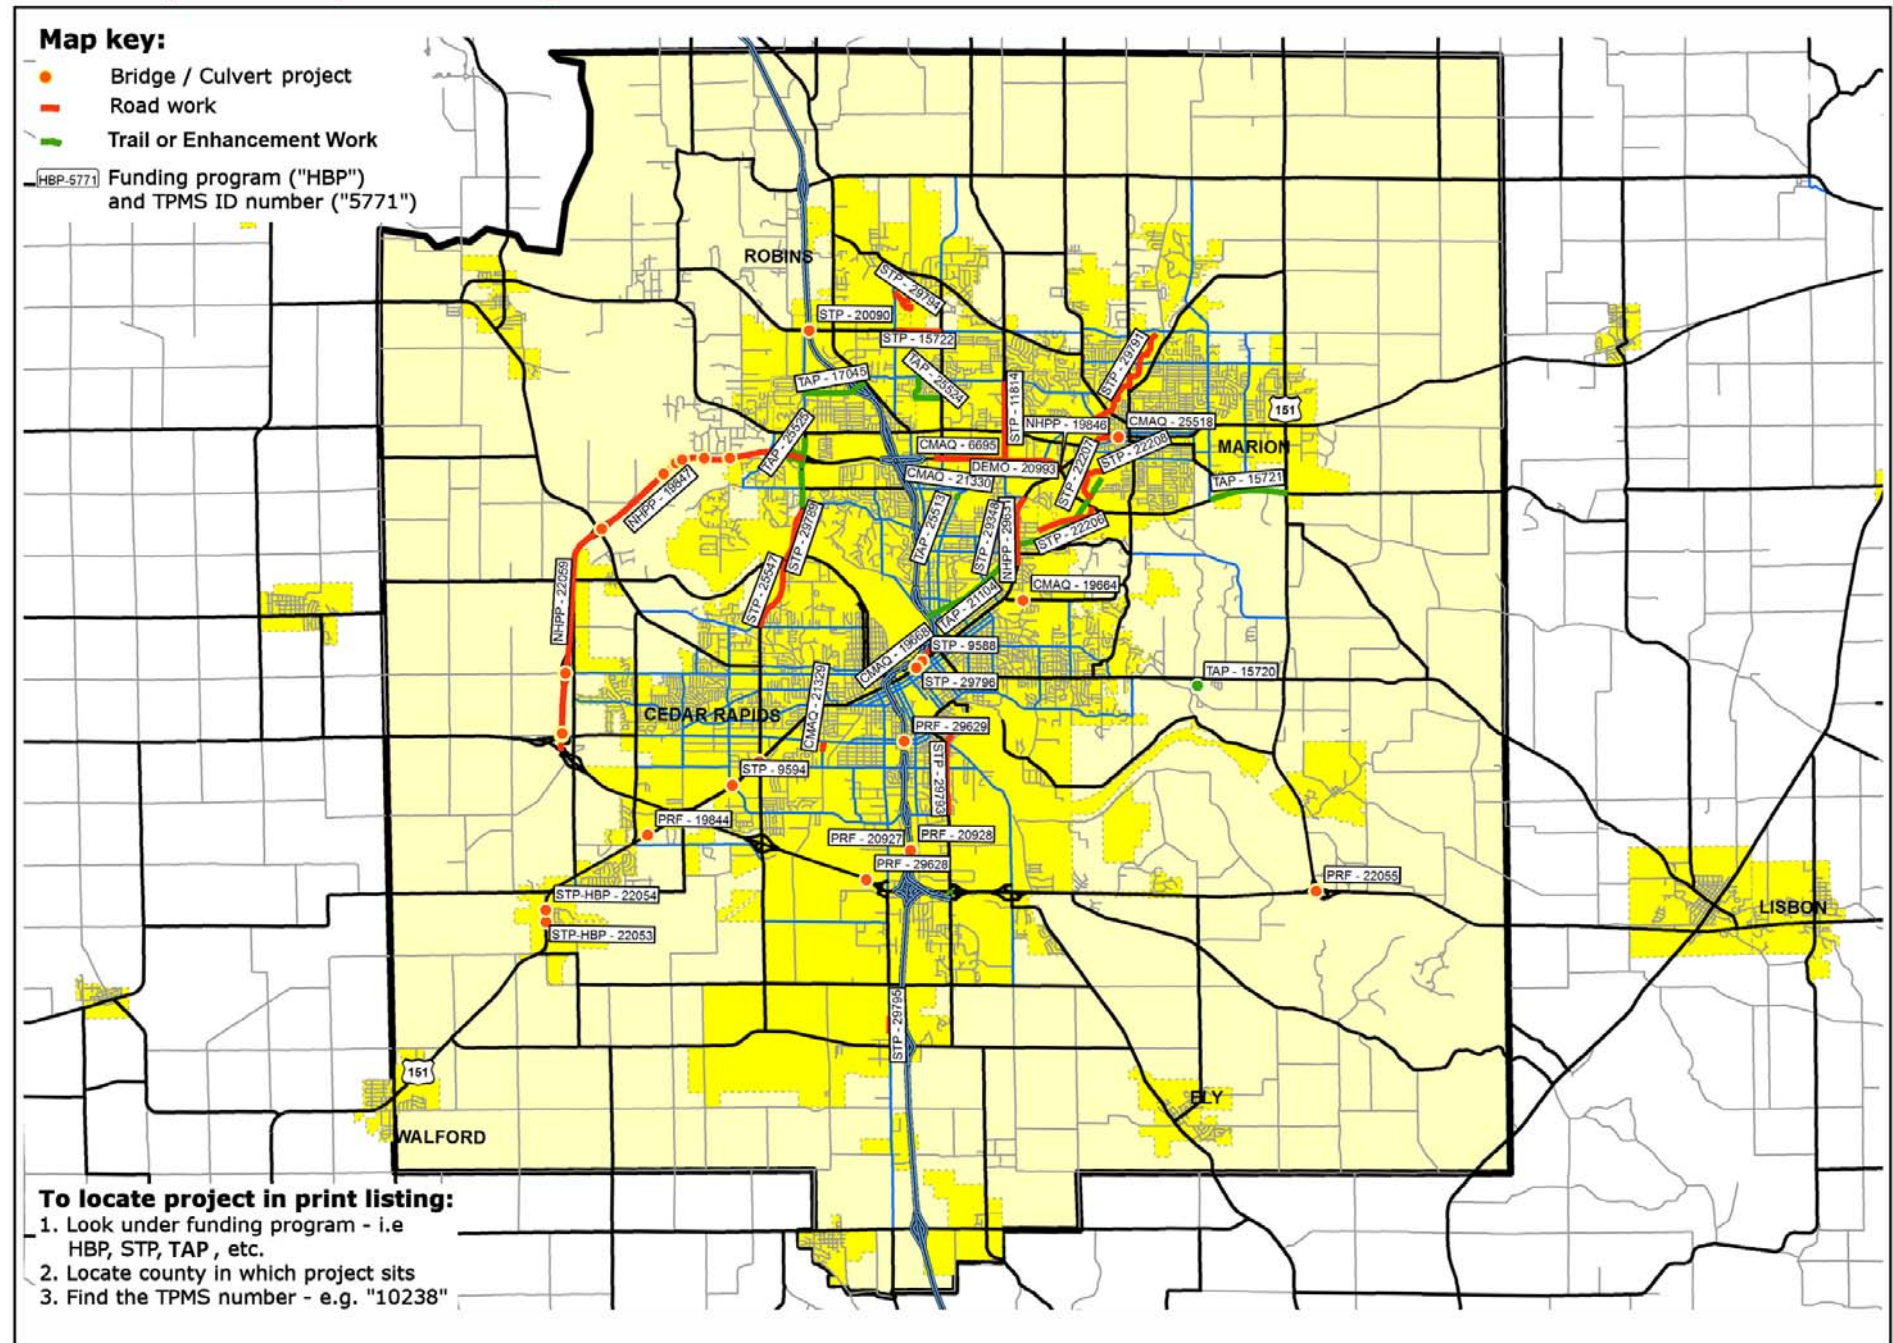 Map key:
Bridge / Culvert project
Road work
Trail or Enhancement Work
HBP-5771 Funding program ("HBP")
and TPMS ID number ("5771")
ROBINS
STP - 29794
STP - 20090
STP - 15722
TAP - 17045
TAP - 25524
STP - 29791
STP - 11814
151
TAP - 25525
NHPP - 19846
CMAQ - 25518
CMAQ - 6695
STP - 22208
MARION
DEMO - 20993
STP - 22207
CMAQ - 21330
TAP - 15721
NHPP - 19847
TAP - 25513
STP - 29348
NHPP - 2963
STP - 22206
STP - 29789
STP - 25547
NHPP - 22059
CMAQ - 19664
TAP - 21104
CMAQ - 19668
STP - 9588
STP - 29796
TAP - 15720
CMAQ - 21329
CEDAR RAPIDS
PRF - 29629
STP - 9594
STP - 29793
PRF - 19844
PRF - 20927
PRF - 20928
PRF - 29628
PRF - 22055
STP-HBP - 22054
STP-HBP - 22053
LISBON
STP - 29795
151
ELY
WALFORD
To locate project in print listing:
1. Look under funding program - i.e
HBP, STP, TAP , etc.
2. Locate county in which project sits
3. Find the TPMS number - e.g. "10238"